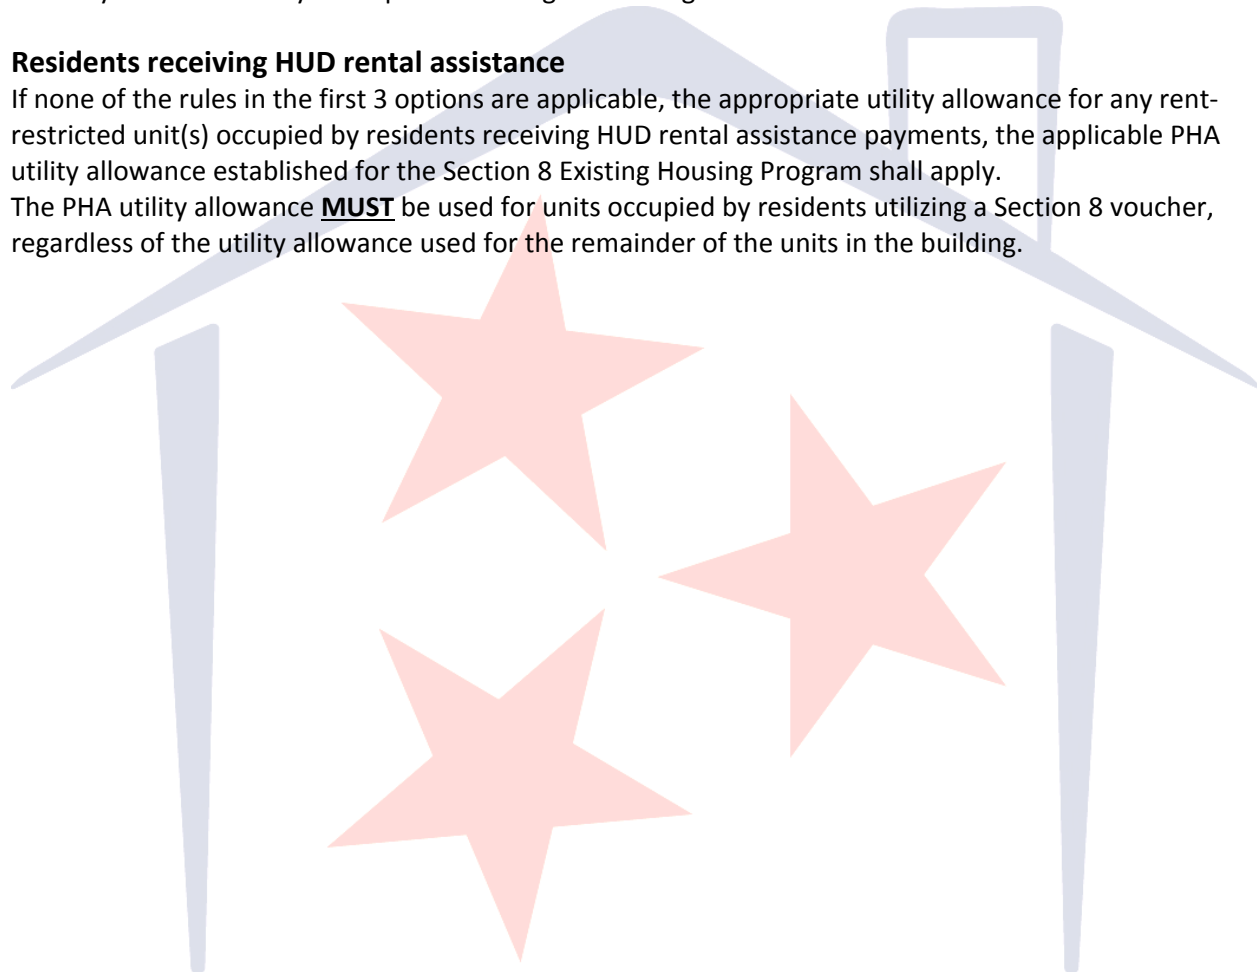 Residents receiving HUD rental assistance
If none of the rules in the first 3 options are applicable, the appropriate utility allowance for any rent-
restricted unit(s) occupied by residents receiving HUD rental assistance payments, the applicable PHA
utility allowance established for the Section 8 Existing Housing Program shall apply.
The PHA utility allowance MUST be used for units occupied by residents utilizing a Section 8 voucher,
regardless of the utility allowance used for the remainder of the units in the building.